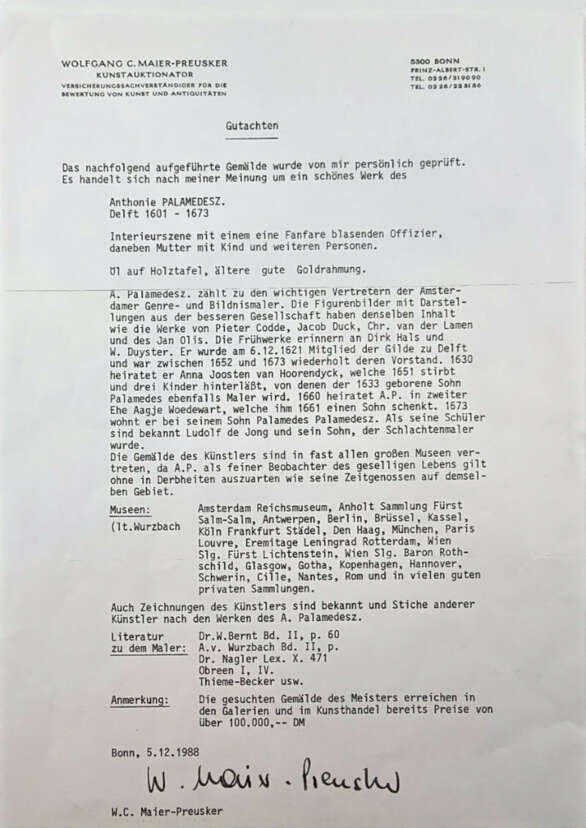 WOLFGANG C. MAIER-PREUSKER
KUNSTAUKTIONATOR
VERSICHERUNGSSACHVERSTÄNDIGER FÜR DIE
BEWERTUNG VON KUNST UND ANTIQUITÄTEN
5300 BONN
PRINZ-ALBERT-STR. 1
TEL. 0228/219090
TEL. 0228/223186
Gutachten
Das nachfolgend aufgeführte Gemälde wurde von mir persönlich geprüft.
Es handelt sich nach meiner Meinung um ein schönes Werk des
Anthonie PALAMEDESZ.
Delft 1601 - 1673
Interieurszene mit einem eine Fanfare blasenden Offizier,
daneben Mutter mit Kind und weiteren Personen.
Öl auf Holztafel, ältere gute Goldrahmung.
A. Palamedesz. zählt zu den wichtigen Vertretern der Amster-
damer Genre- und Bildnismaler. Die Figurenbilder mit Darstel-
lungen aus der besseren Gesellschaft haben denselben Inhalt
wie die Werke von Pieter Codde, Jacob Duck, Chr. van der Lamen
und des Jan Olis. Die Frühwerke erinnern an Dirk Hals und
W. Duyster. Er wurde am 6.12.1621 Mitglied der Gilde zu Delft
und war zwischen 1652 und 1673 wiederholt deren Vorstand. 1630
heiratet er Anna Joosten van Hoorendyck, welche 1651 stirbt
und drei Kinder hinterläßt, von denen der 1633 geborene Sohn
Palamedes ebenfalls Maler wird. 1660 heiratet A.P. in zweiter
Ehe Aagje Woedewart, welche ihm 1661 einen Sohn schenkt. 1673
wohnt er bei seinem Sohn Palamedes Palamedesz. Als seine Schüler
sind bekannt Ludolf de Jong und sein Sohn, der Schlachtenmaler
wurde.
Die Gemälde des Künstlers sind in fast allen großen Museen ver-
treten, da A.P. als feiner Beobachter des geselligen Lebens gilt
ohne in Derbheiten auszuarten wie seine Zeitgenossen auf demsel-
ben Gebiet.
Museen: Amsterdam Reichsmuseum, Anholt Sammlung Fürst
(lt.Wurzbach Salm-Salm, Antwerpen, Berlin, Brüssel, Kassel,
Köln Frankfurt Städel, Den Haag, München, Paris
Louvre, Eremitage Leningrad Rotterdam, Wien
Slg. Fürst Lichtenstein, Wien Slg. Baron Roth-
schild, Glasgow, Gotha, Kopenhagen, Hannover,
Schwerin, Cille, Nantes, Rom und in vielen guten
privaten Sammlungen.
Auch Zeichnungen des Künstlers sind bekannt und Stiche anderer
Künstler nach den Werken des A. Palamedesz.
Literatur Dr.W.Bernt Bd. II, p. 60
zu dem Maler: A.v. Wurzbach Bd. II, p.
Dr. Nagler Lex. X. 471
Obreen I, IV.
Thieme-Becker usw.
Anmerkung: Die gesuchten Gemälde des Meisters erreichen in
den Galerien und im Kunsthandel bereits Preise von
über 100.000,-- DM
Bonn, 5.12.1988
W. Maier-Preusker
W.C. Maier-Preusker